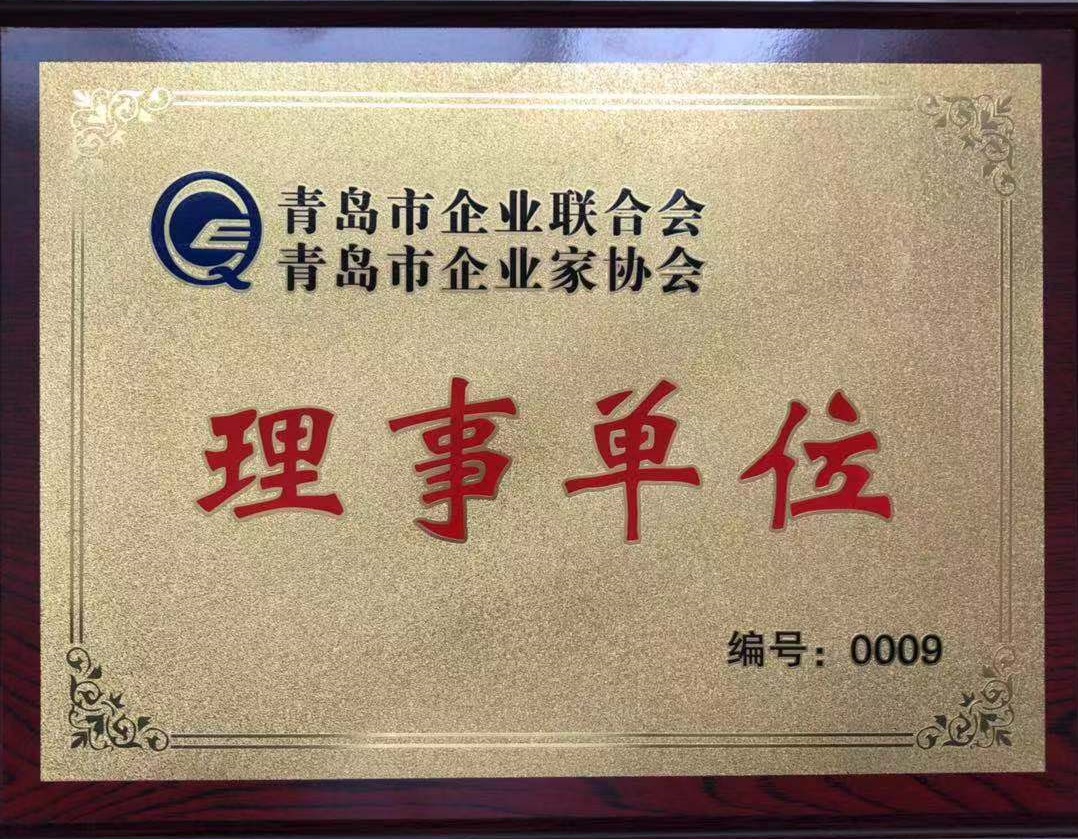 青岛市企业联合会
青岛市企业家协会
理事单位
编号：0009